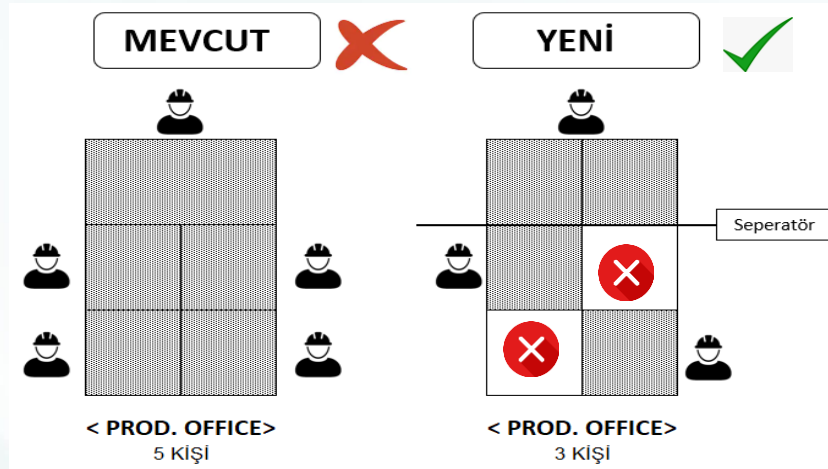 MEVCUT
YENİ
Seperatör
< PROD. OFFICE>
5 KİŞİ
< PROD. OFFICE>
3 KİŞİ